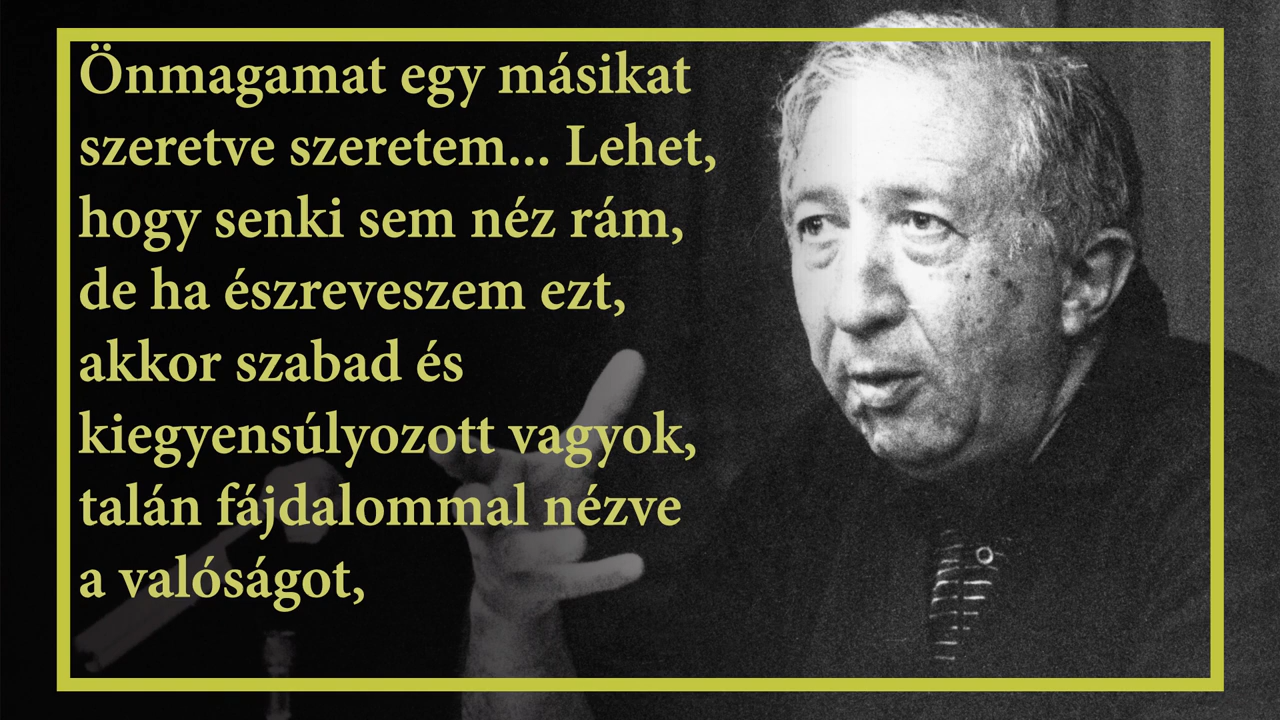 Önmagamat egy másikat
szeretve szeretem... Lehet,
hogy senki sem néz rám,
de ha észreveszem ezt,
akkor szabad és
kiegyensúlyozott vagyok,
talán fájdalommal nézve
a valóságot,